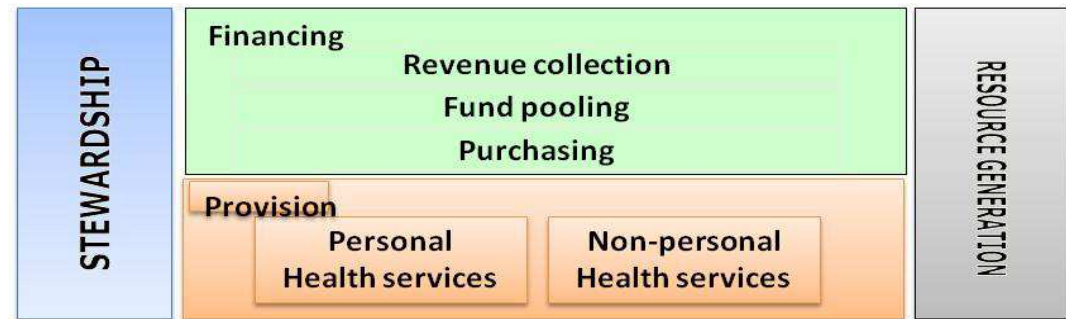 STEWARDSHIP
Financing
Revenue collection
Fund pooling
Purchasing
Provision
Personal
Health services
Non-personal
Health services
RESOURCE GENERATION